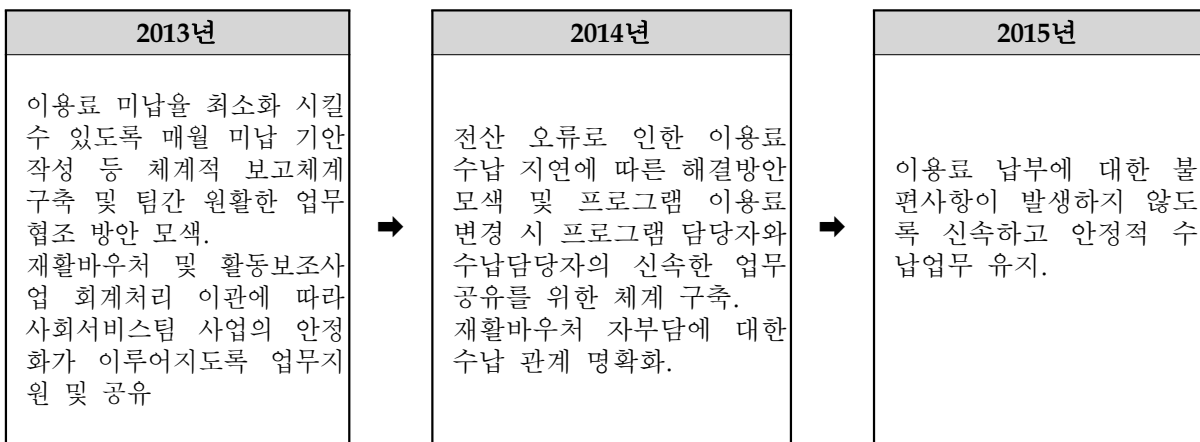 2013년
이용료 미납율 최소화 시킬
수 있도록 매월 미납 기안
작성 등 체계적 보고체계
구축 및 팀간 원활한 업무
협조 방안 모색.
재활바우처 및 활동보조사
업 회계처리 이관에 따라
사회서비스팀 사업의 안정
화가 이루어지도록 업무지
원 및 공유
➡
2014년
전산 오류로 인한 이용료
수납 지연에 따른 해결방안
모색 및 프로그램 이용료
변경 시 프로그램 담당자와
수납담당자의 신속한 업무
공유를 위한 체계 구축.
재활바우처 자부담에 대한
수납 관계 명확화.
➡
2015년
이용료 납부에 대한 불
편사항이 발생하지 않도
록 신속하고 안정적 수
납업무 유지.